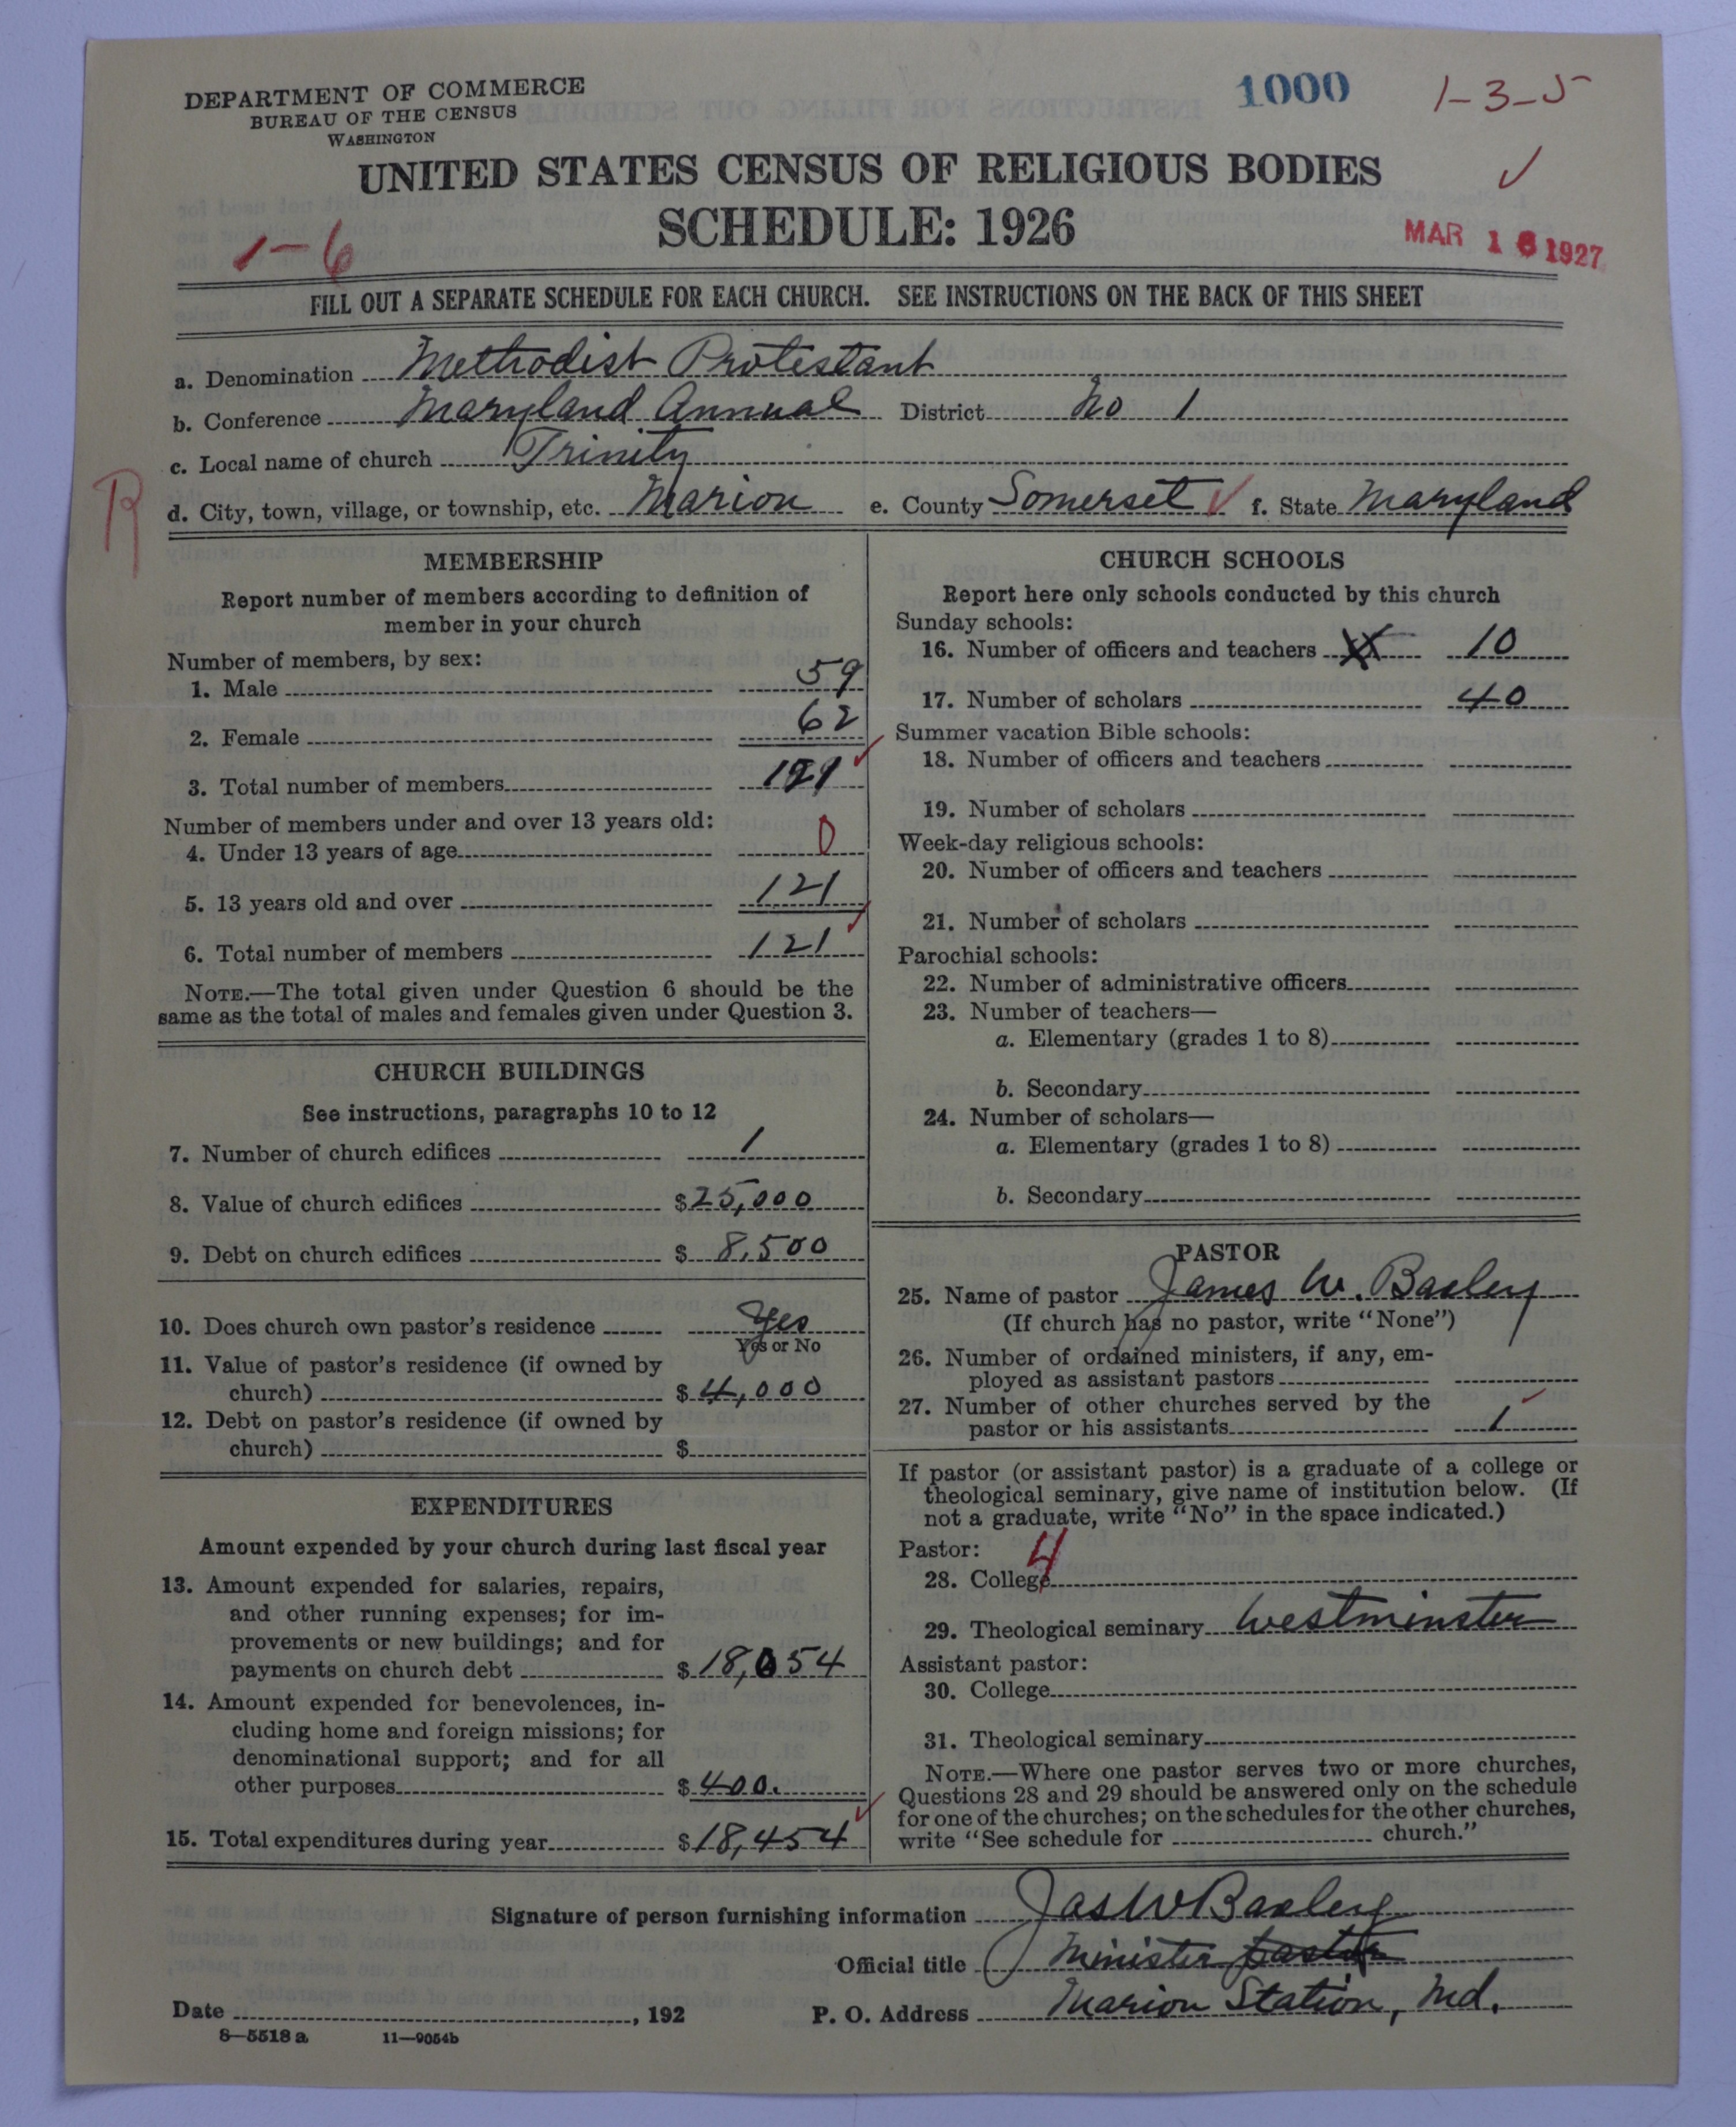 DEPARTMENT OF COMMERCE
BUREAU OF THE CENSUS
WASHINGTON
1000
1-3-5
UNITED STATES CENSUS OF RELIGIOUS BODIES
SCHEDULE: 1926
1-6
MAR 16 1927
FILL OUT A SEPARATE SCHEDULE FOR EACH CHURCH. SEE INSTRUCTIONS ON THE BACK OF THIS SHEET
a. Denomination Methodist Protestant
b. Conference Maryland Annual District No 1
c. Local name of church Trinity
R
d. City, town, village, or township, etc. Marion e. County Somerset f. State Maryland
MEMBERSHIP
Report number of members according to definition of
member in your church
Number of members, by sex:
1. Male 59
2. Female 62
3. Total number of members 121
Number of members under and over 13 years old:
4. Under 13 years of age 0
5. 13 years old and over 121
6. Total number of members 121
NOTE.—The total given under Question 6 should be the
same as the total of males and females given under Question 3.
CHURCH BUILDINGS
See instructions, paragraphs 10 to 12
7. Number of church edifices 1
8. Value of church edifices $25,000
9. Debt on church edifices $ 8,500
10. Does church own pastor's residence Yes
Yes or No
11. Value of pastor's residence (if owned by
church) $ 4,000
12. Debt on pastor's residence (if owned by
church) $
EXPENDITURES
Amount expended by your church during last fiscal year
13. Amount expended for salaries, repairs,
and other running expenses; for im-
provements or new buildings; and for
payments on church debt $ 18,054
14. Amount expended for benevolences, in-
cluding home and foreign missions; for
denominational support; and for all
other purposes $ 400.
15. Total expenditures during year $18,454
CHURCH SCHOOLS
Report here only schools conducted by this church
Sunday schools:
16. Number of officers and teachers 10
17. Number of scholars 40
Summer vacation Bible schools:
18. Number of officers and teachers
19. Number of scholars
Week-day religious schools:
20. Number of officers and teachers
21. Number of scholars
Parochial schools:
22. Number of administrative officers
23. Number of teachers—
a. Elementary (grades 1 to 8)
b. Secondary
24. Number of scholars—
a. Elementary (grades 1 to 8)
b. Secondary
PASTOR
25. Name of pastor James W. Baxley
(If church has no pastor, write "None")
26. Number of ordained ministers, if any, em-
ployed as assistant pastors
27. Number of other churches served by the
pastor or his assistants 1
If pastor (or assistant pastor) is a graduate of a college or
theological seminary, give name of institution below. (If
not a graduate, write "No" in the space indicated.)
Pastor: 4
28. College
29. Theological seminary Westminster
Assistant pastor:
30. College
31. Theological seminary
NOTE.—Where one pastor serves two or more churches,
Questions 28 and 29 should be answered only on the schedule
for one of the churches; on the schedules for the other churches,
write "See schedule for church."
Signature of person furnishing information Jas W Baxley
Official title Minister pastor
Date , 192 P. O. Address Marion Station, Md.
8—5518 a 11—9054b